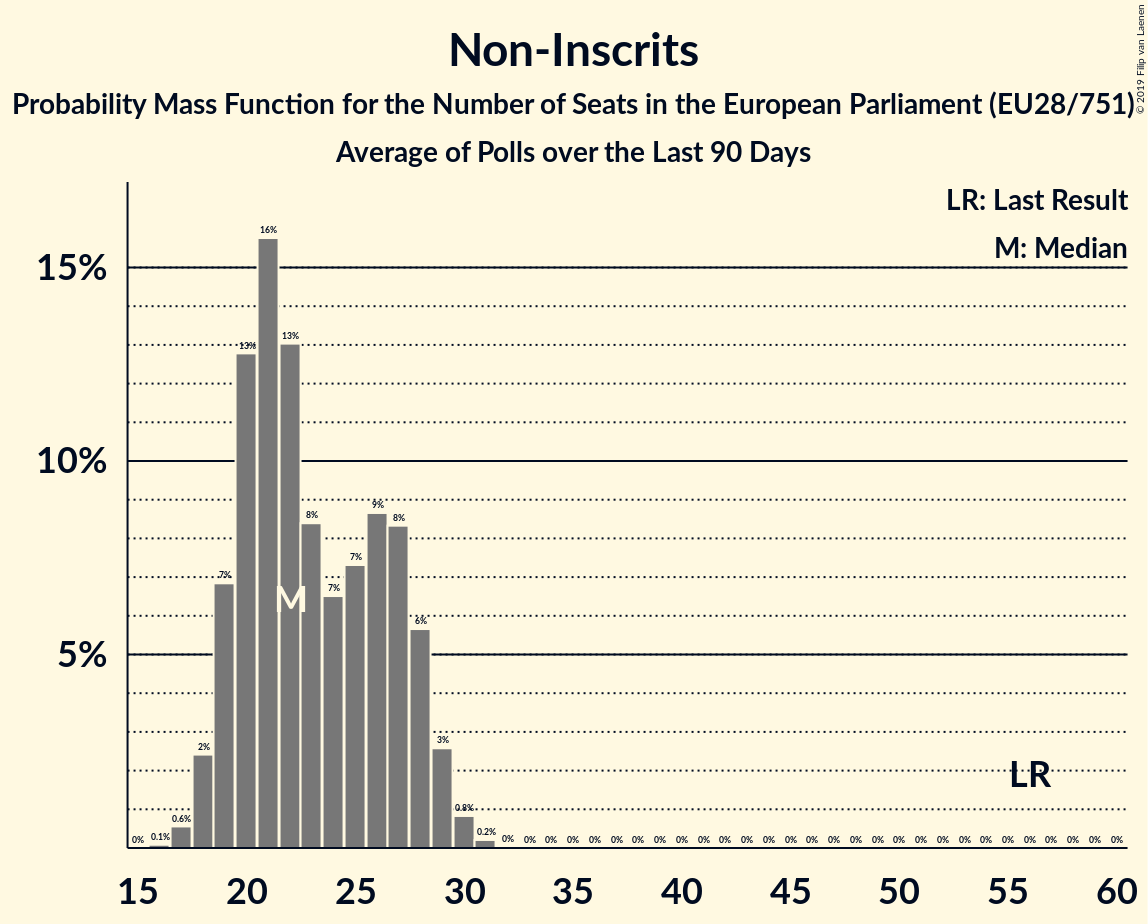 Non-Inscrits
Probability Mass Function for the Number of Seats in the European Parliament (EU28/751)
Average of Polls over the Last 90 Days
© 2019 Filip van Laenen
LR: Last Result
M: Median
15%
10%
5%
0% 0.1% 0.6% 2% 7% 13% 16% 13% 8% 7% 7% 9% 8% 6% 3% 0.8% 0.2% 0% 0% 0% 0% 0% 0% 0% 0% 0% 0% 0% 0% 0% 0% 0% 0% 0% 0% 0% 0% 0% 0% 0% 0% 0% 0% 0% 0% 0%
M
LR
15 20 25 30 35 40 45 50 55 60